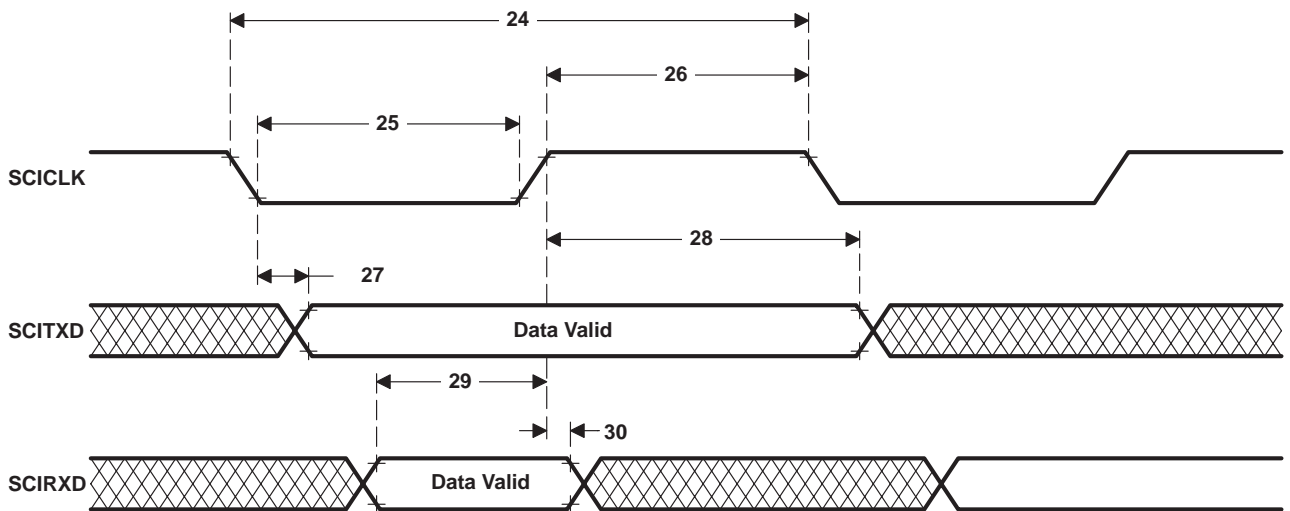 24
26
25
SCICLK
28
27
SCITXD
Data Valid
29
30
SCIRXD
Data Valid